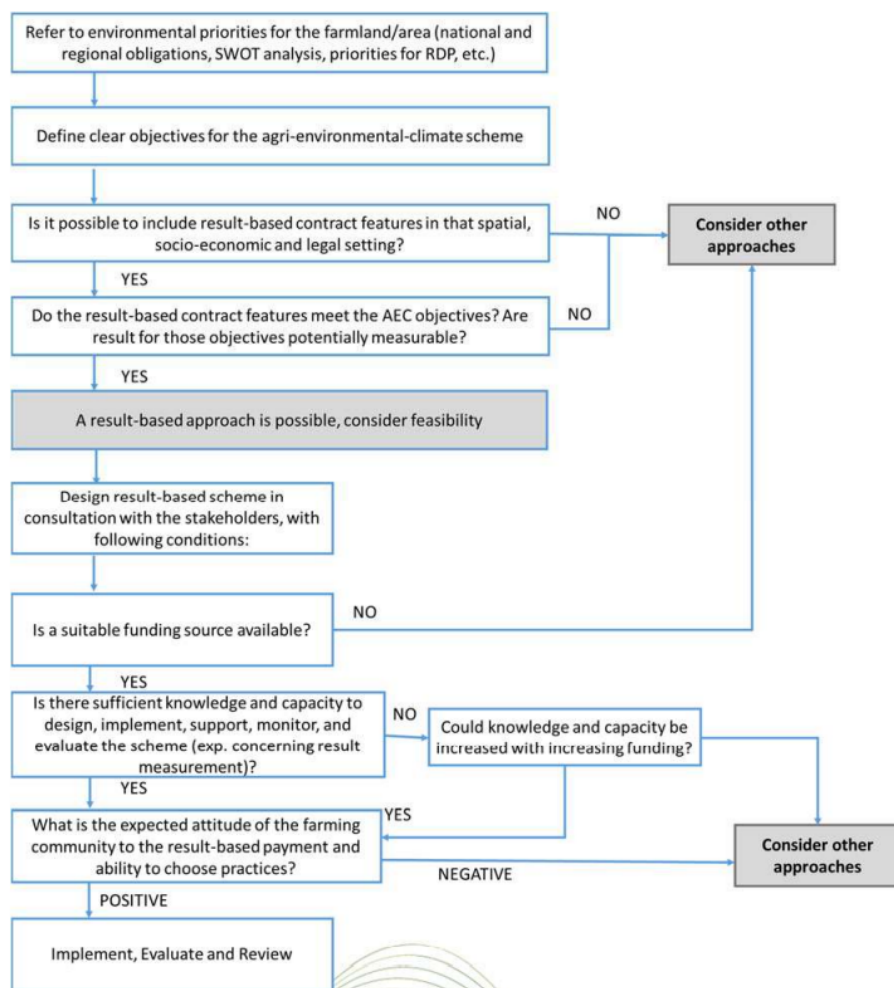 Refer to environmental priorities for the farmland/area (national and
regional obligations, SWOT analysis, priorities for RDP, etc.)
Define clear objectives for the agri-environmental-climate scheme
Is it possible to include result-based contract features in that spatial,
socio-economic and legal setting?
NO
Consider other
approaches
YES
Do the result-based contract features meet the AEC objectives? Are
result for those objectives potentially measurable?
NO
YES
A result-based approach is possible, consider feasibility
Design result-based scheme in
consultation with the stakeholders, with
following conditions:
Is a suitable funding source available?
NO
YES
Is there sufficient knowledge and capacity to
design, implement, support, monitor, and
evaluate the scheme (exp. concerning result
measurement)?
NO
Could knowledge and capacity be
increased with increasing funding?
YES
YES
What is the expected attitude of the farming
community to the result-based payment and
ability to choose practices?
NEGATIVE
Consider other
approaches
POSITIVE
Implement, Evaluate and Review